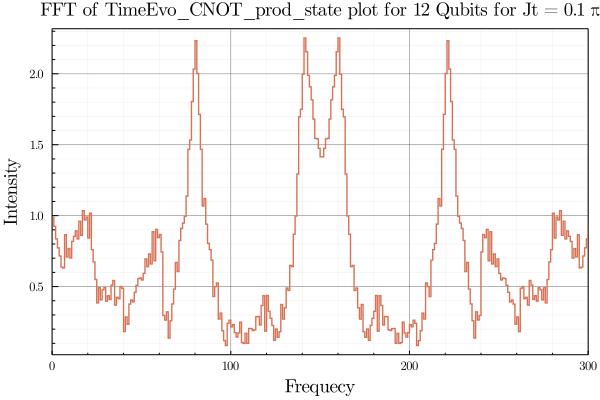 FFT of TimeEvo_CNOT_prod_state plot for 12 Qubits for Jt = 0.1 π
Intensity
2.0
1.5
1.0
0.5
0 100 200 300
Frequecy